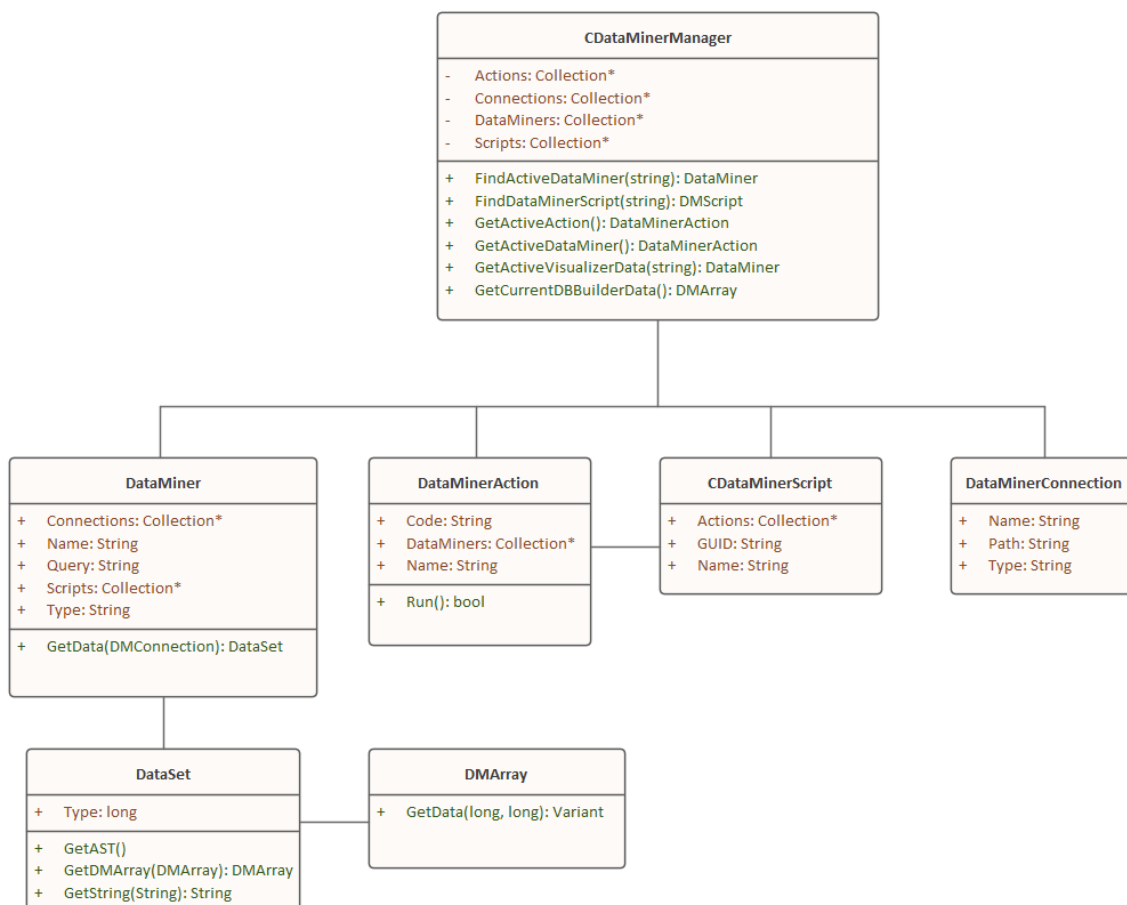 CDataMinerManager
- Actions: Collection*
- Connections: Collection*
- DataMiners: Collection*
- Scripts: Collection*
+ FindActiveDataMiner(string): DataMiner
+ FindDataMinerScript(string): DMScript
+ GetActiveAction(): DataMinerAction
+ GetActiveDataMiner(): DataMinerAction
+ GetActiveVisualizerData(string): DataMiner
+ GetCurrentDBBuilderData(): DMArray
DataMiner
+ Connections: Collection*
+ Name: String
+ Query: String
+ Scripts: Collection*
+ Type: String
+ GetData(DMConnection): DataSet
DataMinerAction
+ Code: String
+ DataMiners: Collection*
+ Name: String
+ Run(): bool
CDataMinerScript
+ Actions: Collection*
+ GUID: String
+ Name: String
DataMinerConnection
+ Name: String
+ Path: String
+ Type: String
DataSet
+ Type: long
+ GetAST()
+ GetDMArray(DMArray): DMArray
+ GetString(String): String
DMArray
+ GetData(long, long): Variant